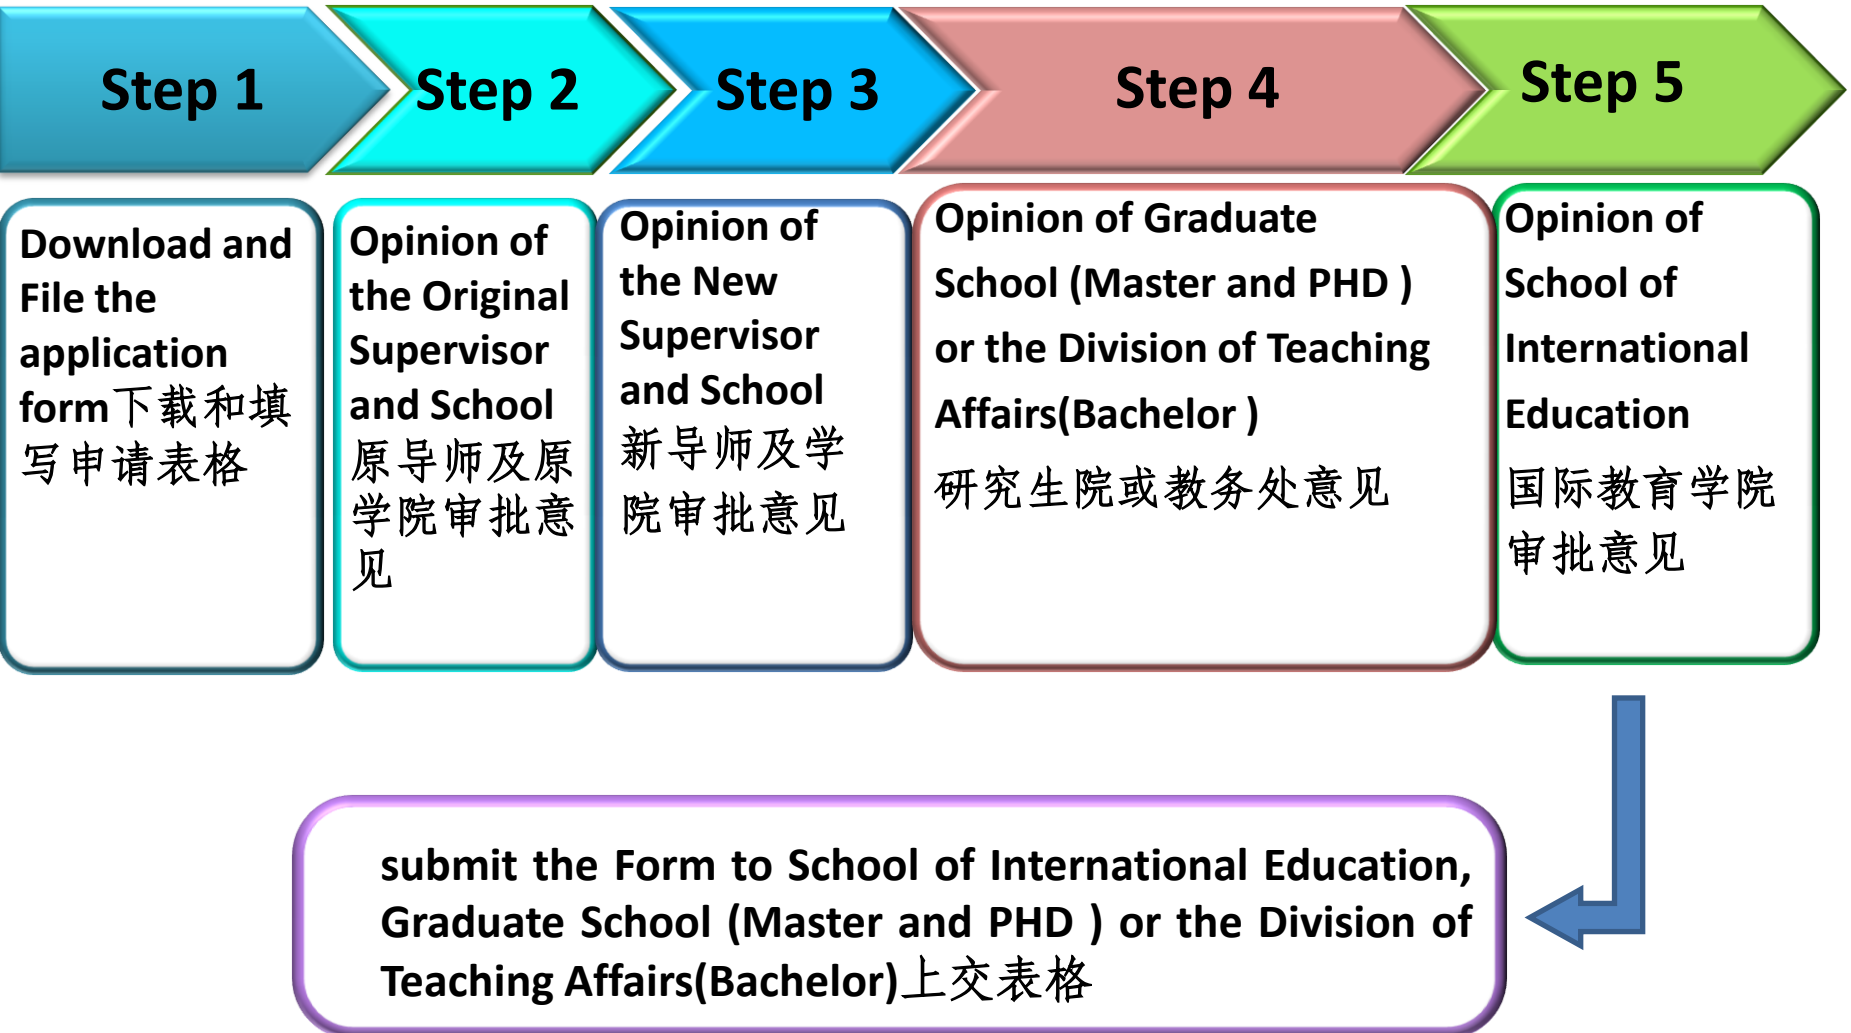 Step 1
Step 2
Step 3
Step 4
Step 5
Download and
File the
application
form下载和填
写申请表格
Opinion of
the Original
Supervisor
and School
原导师及原
学院审批意
见
Opinion of
the New
Supervisor
and School
新导师及学
院审批意见
Opinion of Graduate
School (Master and PHD )
or the Division of Teaching
Affairs(Bachelor )
研究生院或教务处意见
Opinion of
School of
International
Education
国际教育学院
审批意见
submit the Form to School of International Education,
Graduate School (Master and PHD ) or the Division of
Teaching Affairs(Bachelor)上交表格